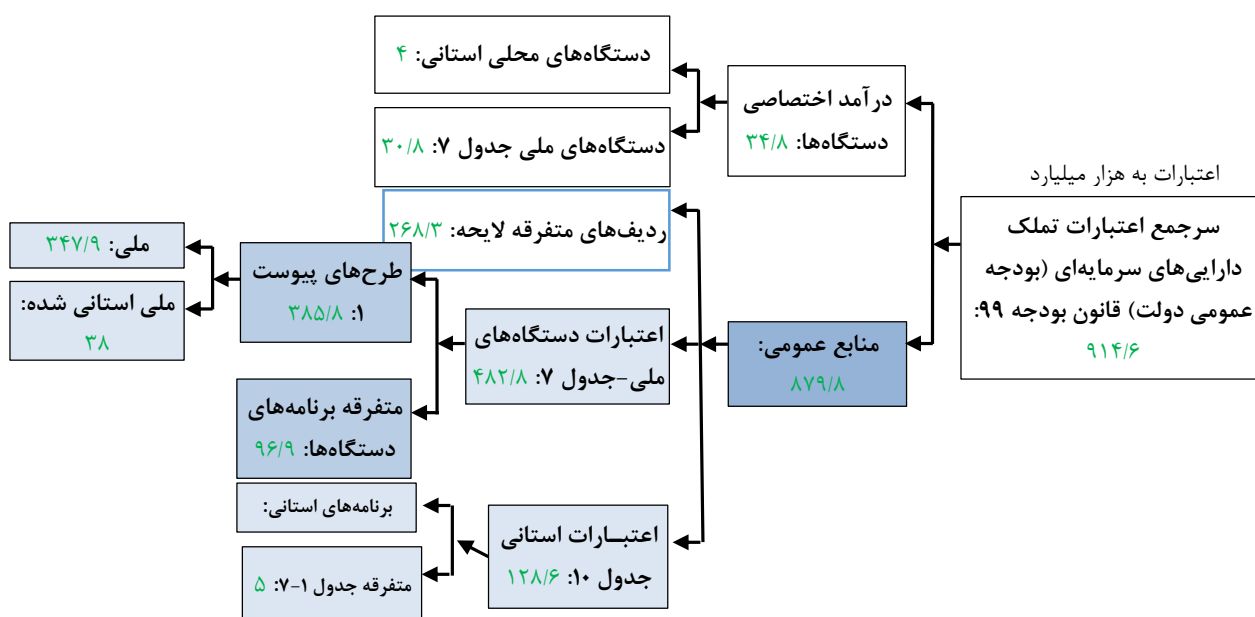 اعتبارات به هزار میلیارد
سرجمع اعتبارات تملک
دارایی‌های سرمایه‌ای (بودجه
عمومی دولت) قانون بودجه ۹۹:
۹۱۴/۶
درآمد اختصاصی
دستگاه‌ها: ۳۴/۸
دستگاه‌های محلی استانی: ۴
دستگاه‌های ملی جدول ۷: ۳۰/۸
منابع عمومی:
۸۷۹/۸
ردیف‌های متفرقه لایحه: ۲۶۸/۳
اعتبارات دستگاه‌های
ملی-جدول ۷: ۴۸۲/۸
طرح‌های پیوست
۱: ۳۸۵/۸
ملی: ۳۴۷/۹
ملی استانی شده:
۳۸
متفرقه برنامه‌های
دستگاه‌ها: ۹۶/۹
اعتبــارات استانی
جدول ۱۰: ۱۲۸/۶
برنامه‌های استانی:
متفرقه جدول ۱-۷: ۵